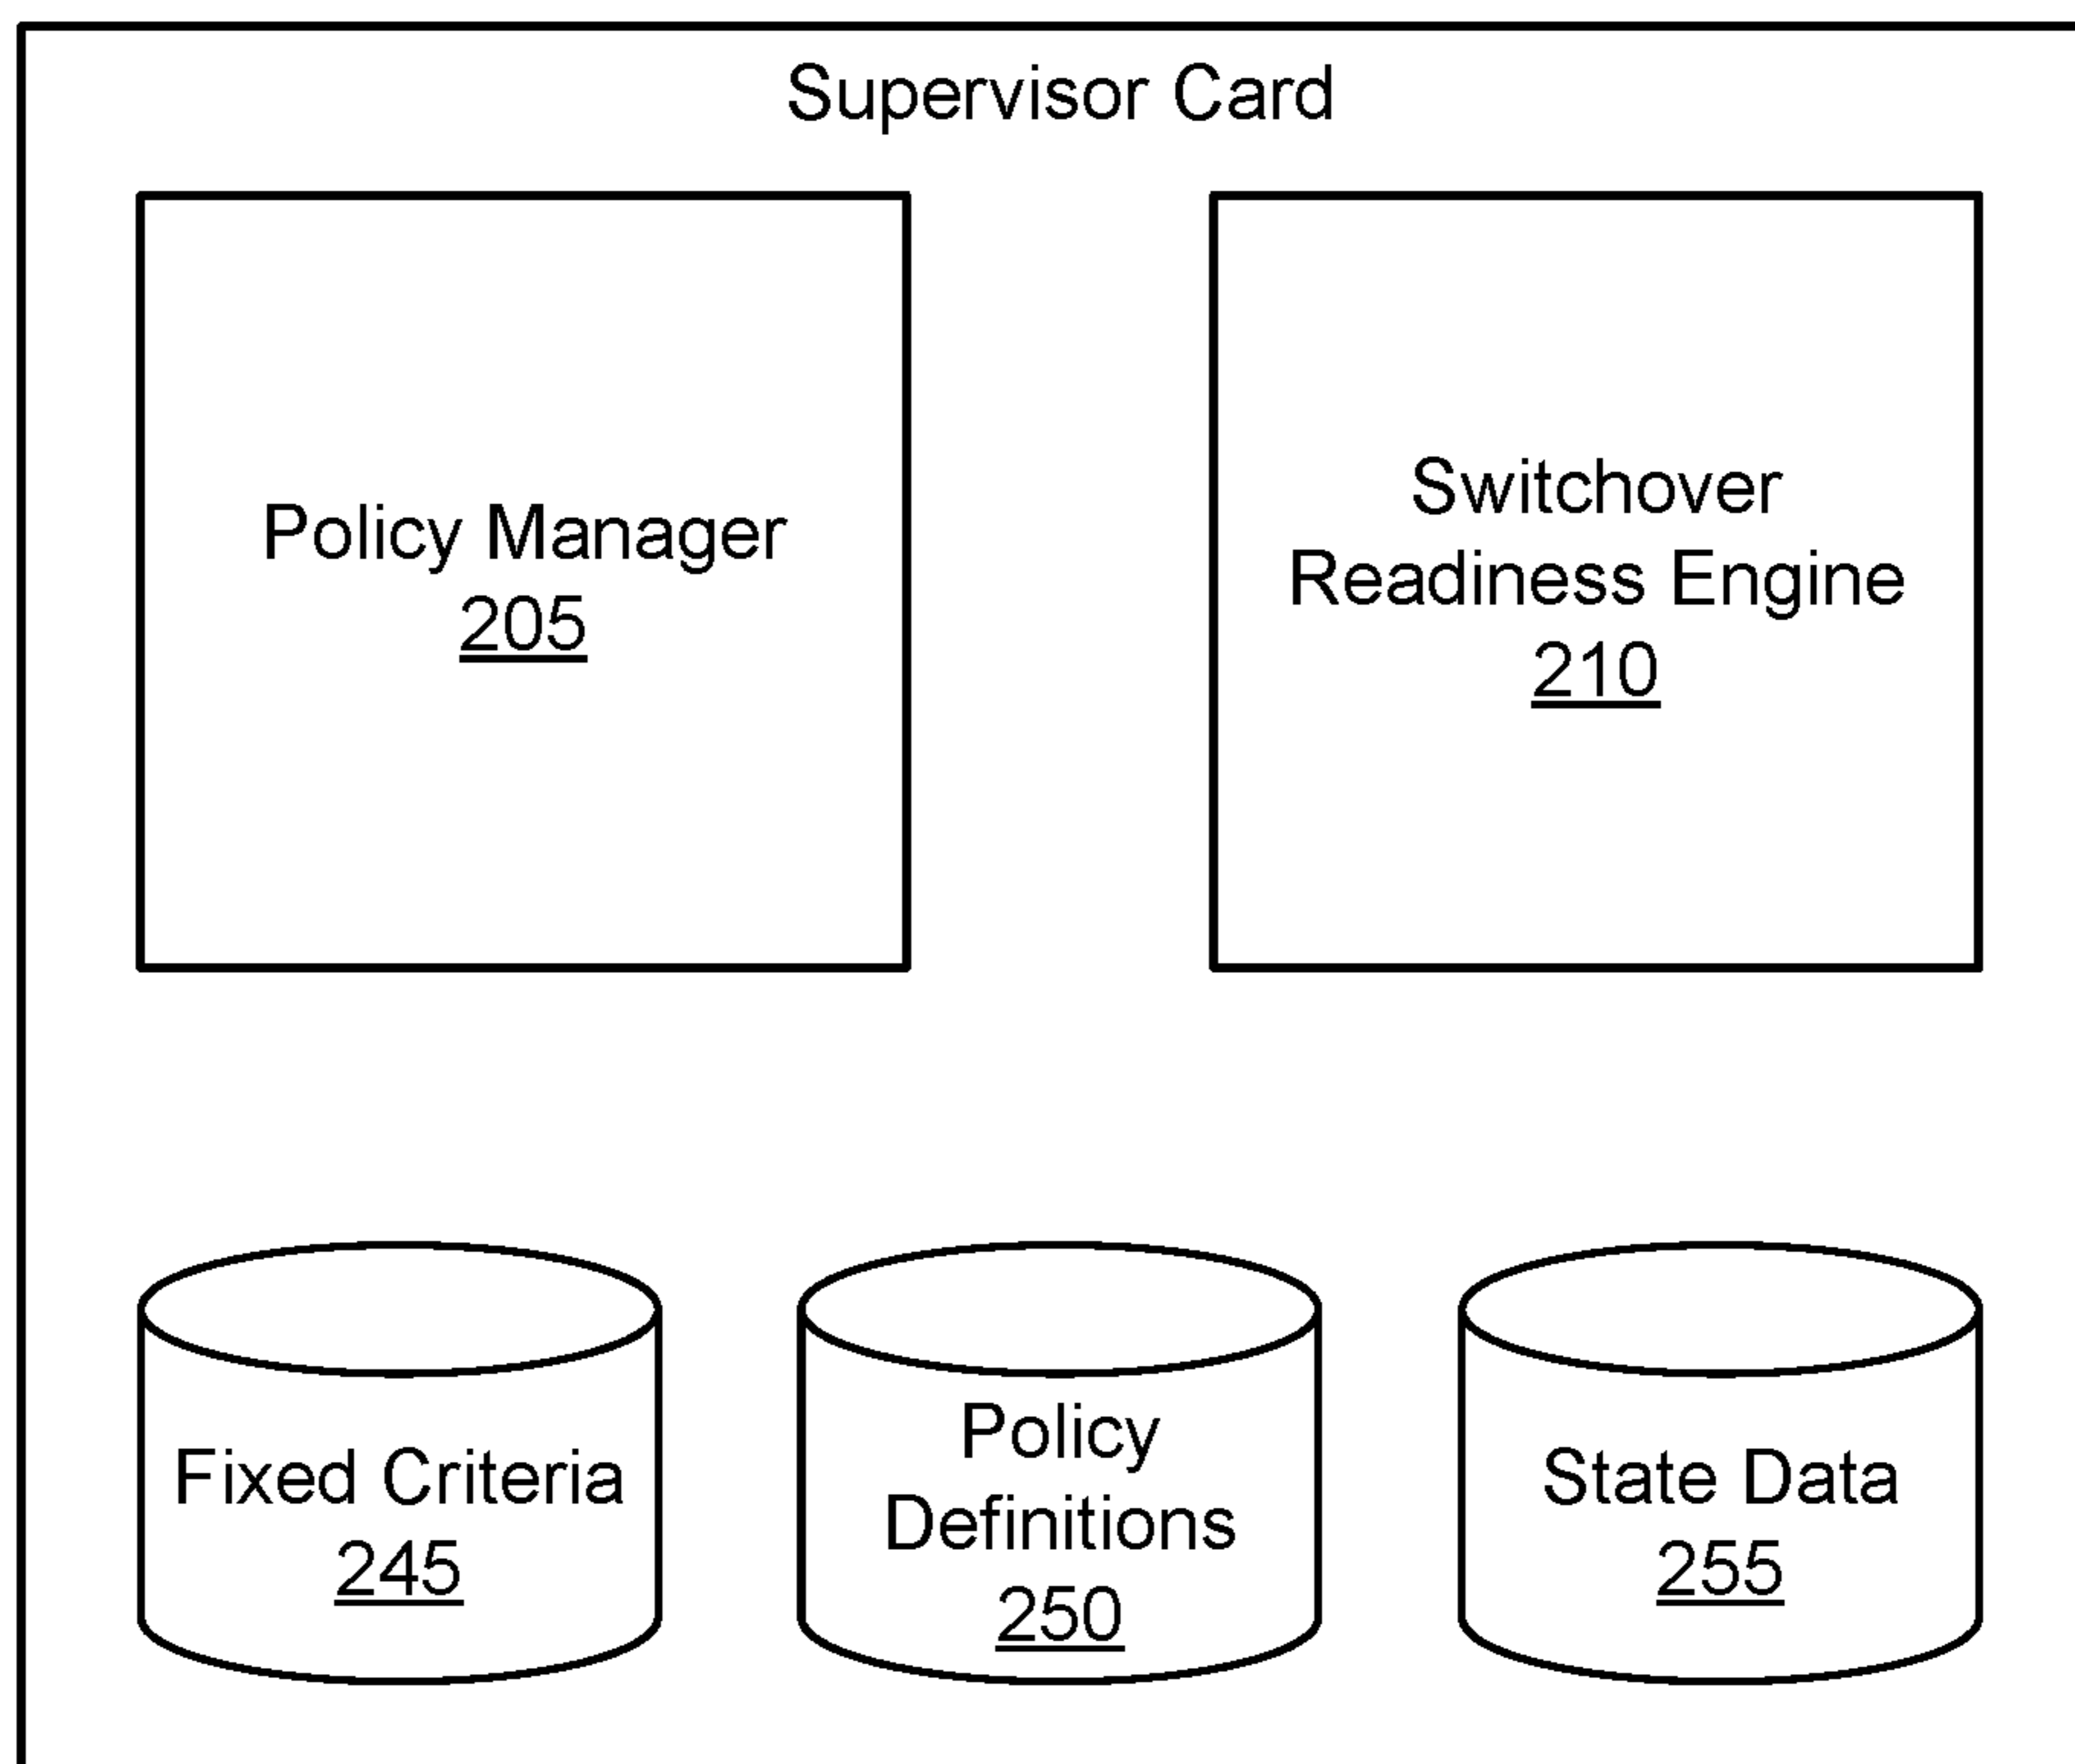 Supervisor Card
Policy Manager
205
Switchover
Readiness Engine
210
Fixed Criteria
245
Policy
Definitions
250
State Data
255